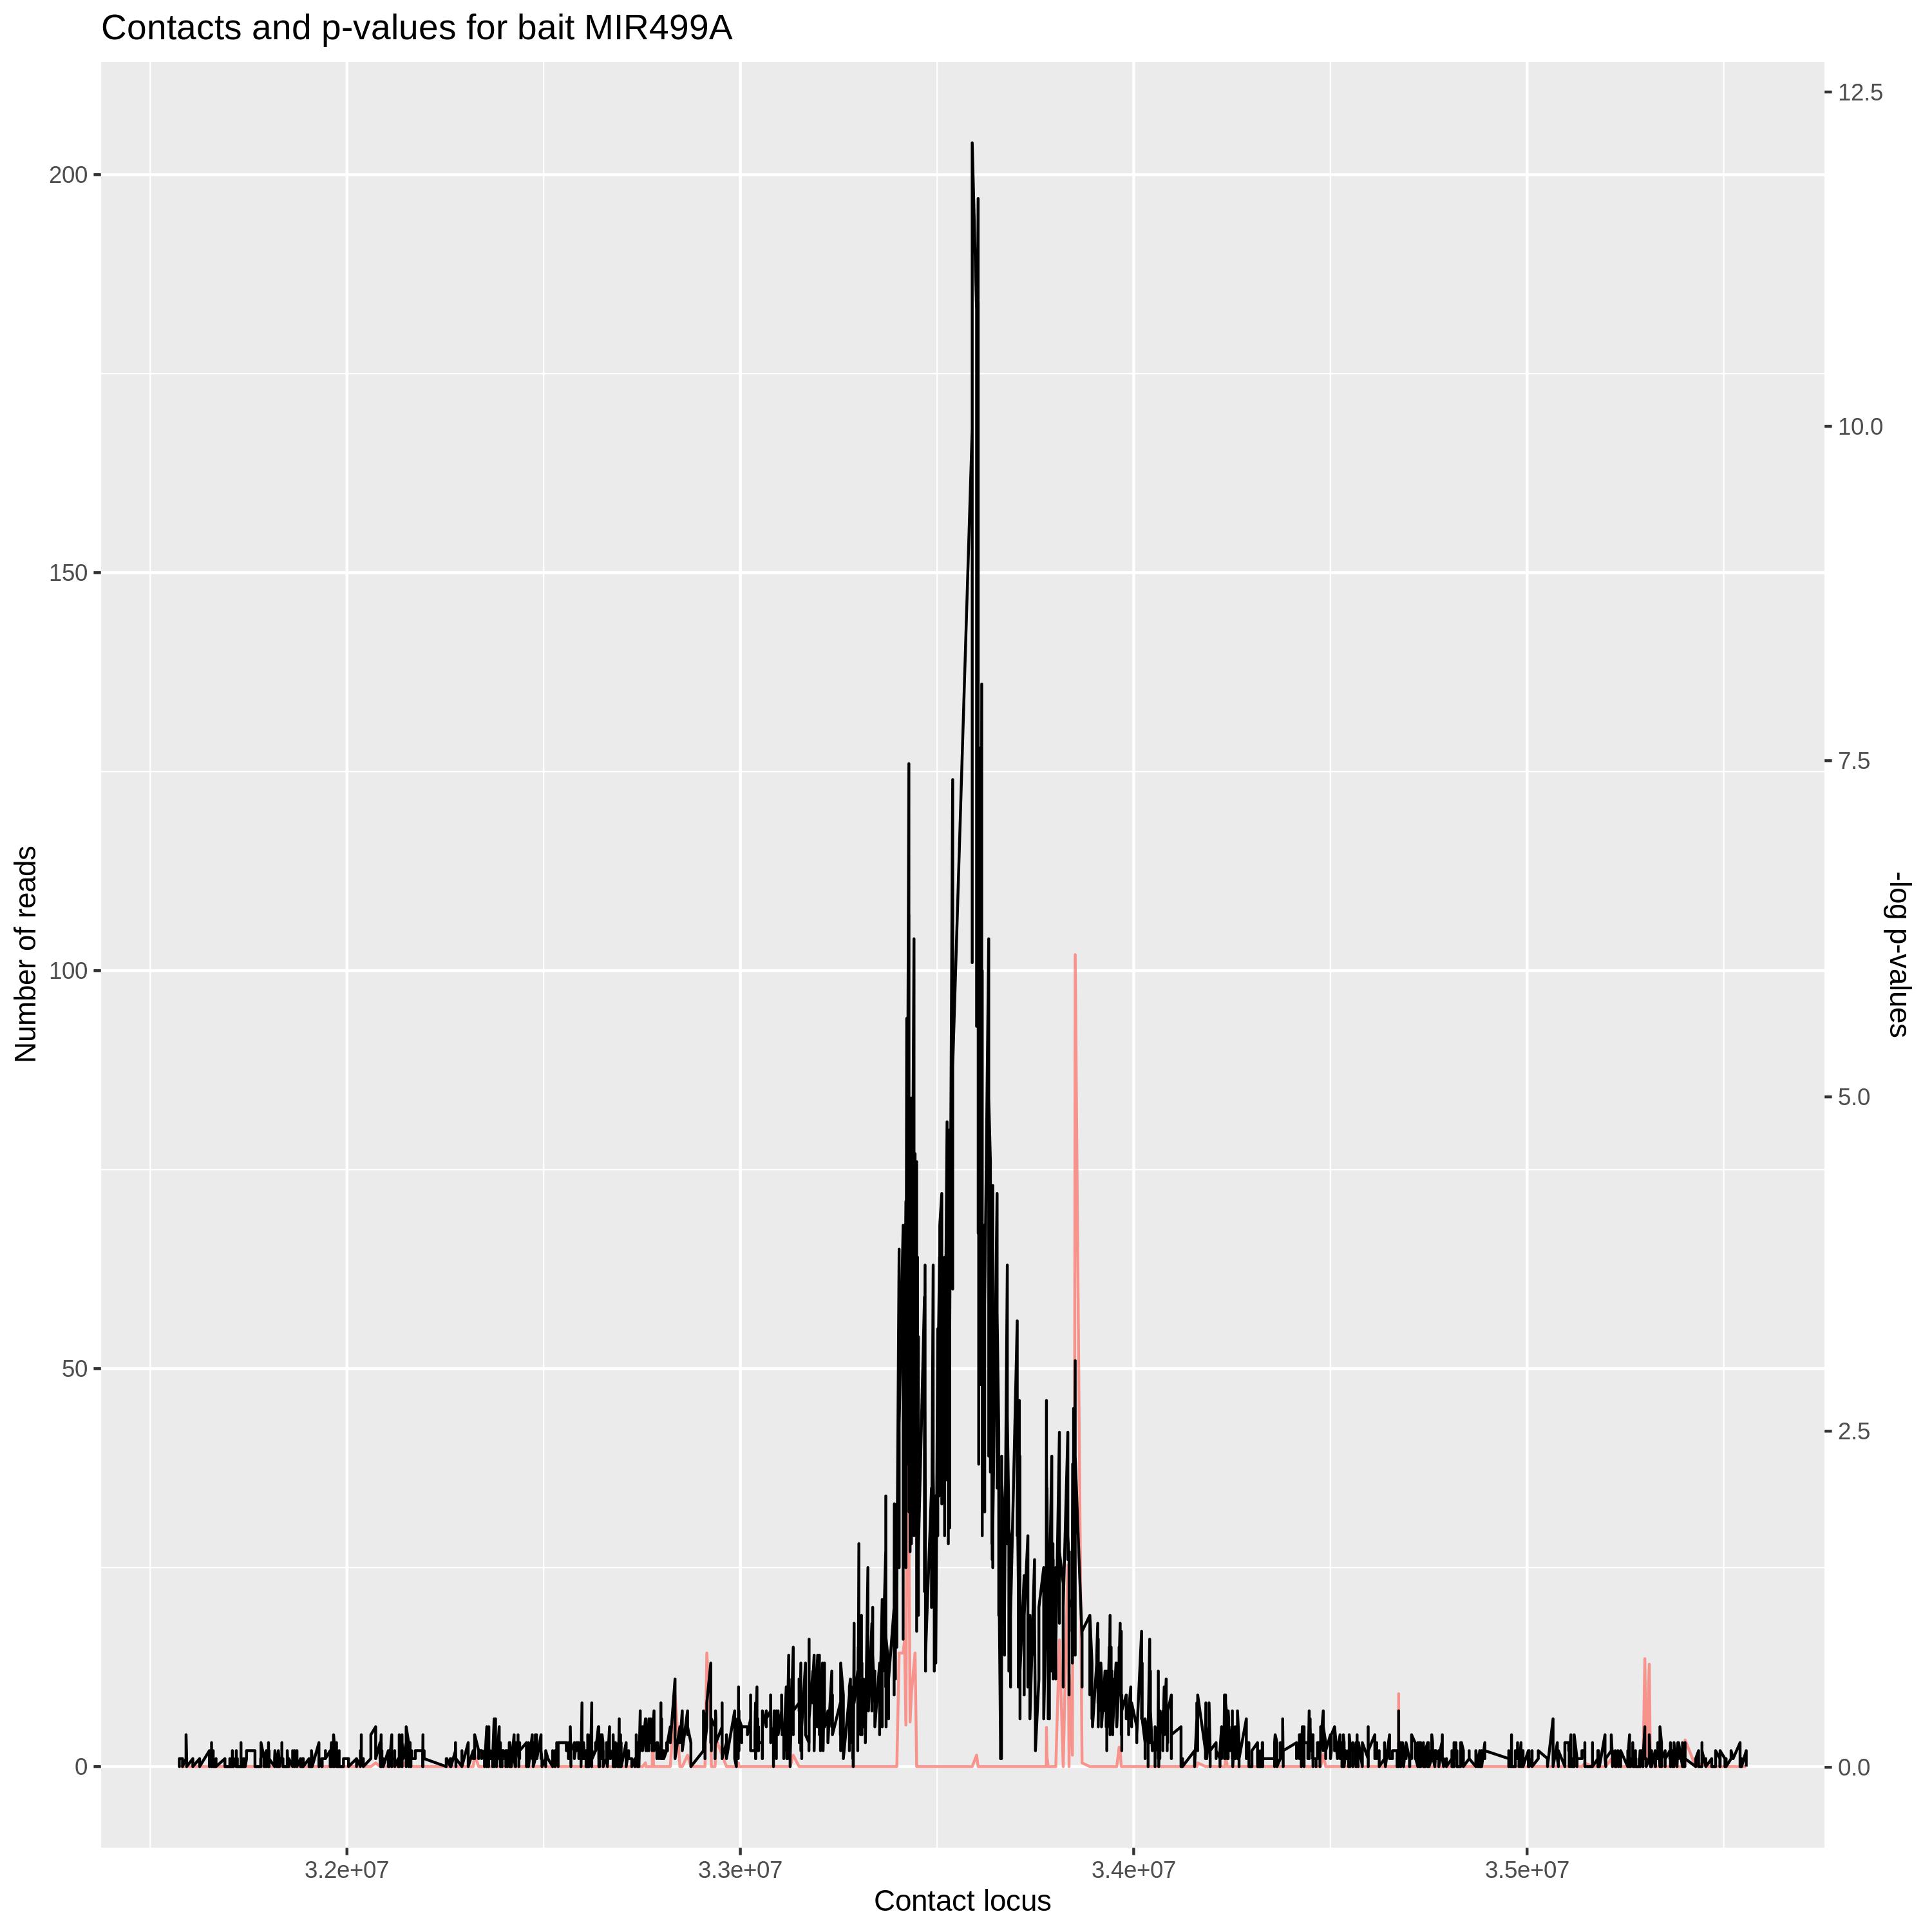 Contacts and p-values for bait MIR499A
Number of reads
200
150
100
50
0
12.5
10.0
7.5
5.0
2.5
0.0
-log p-values
3.2e+07
3.3e+07
3.4e+07
3.5e+07
Contact locus